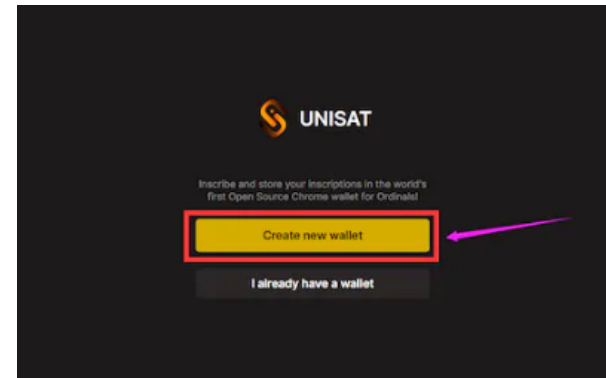 UNISAT
Inscribe and store your inscriptions in the world's
first Open Source Chrome wallet for Ordinals!
Create new wallet
I already have a wallet